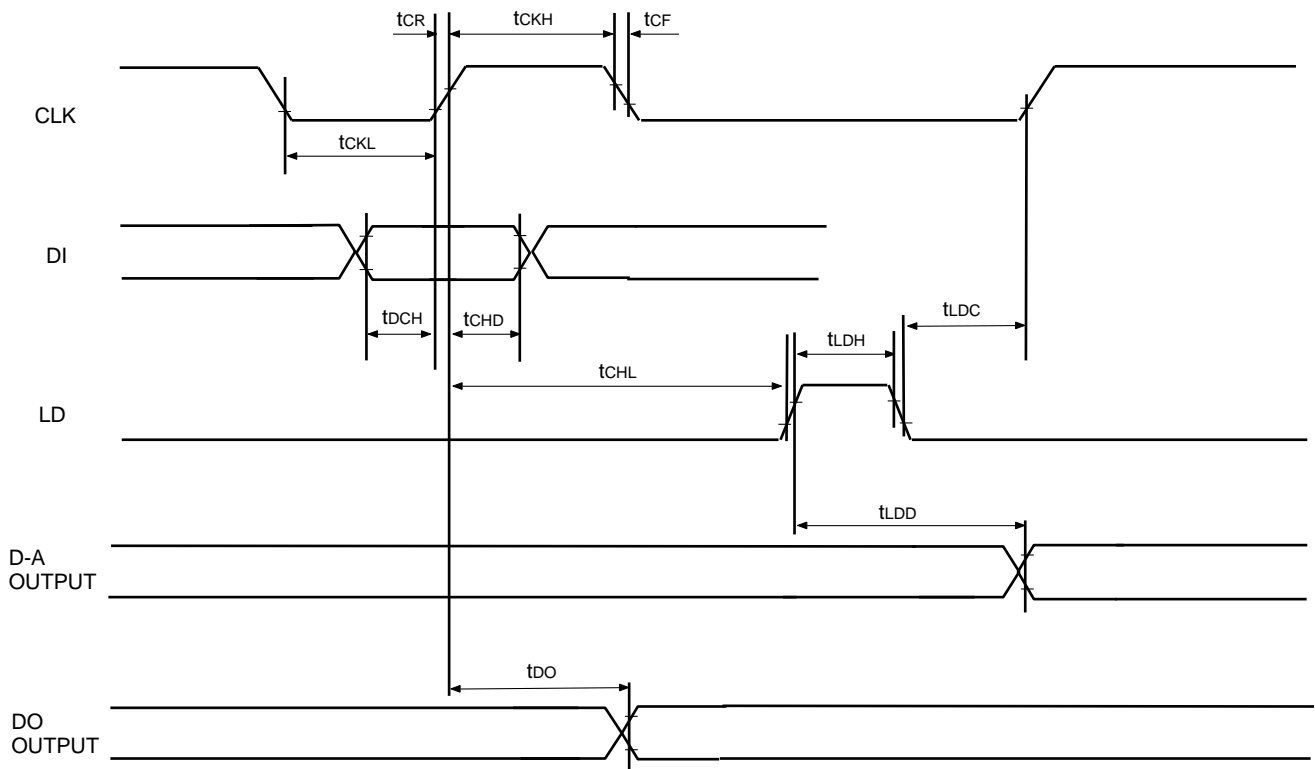 tCR
tCKH
tCF
CLK
tCKL
DI
tDCH
tCHD
tLDC
tLDH
tCHL
LD
tLDD
D-A
OUTPUT
tDO
DO
OUTPUT